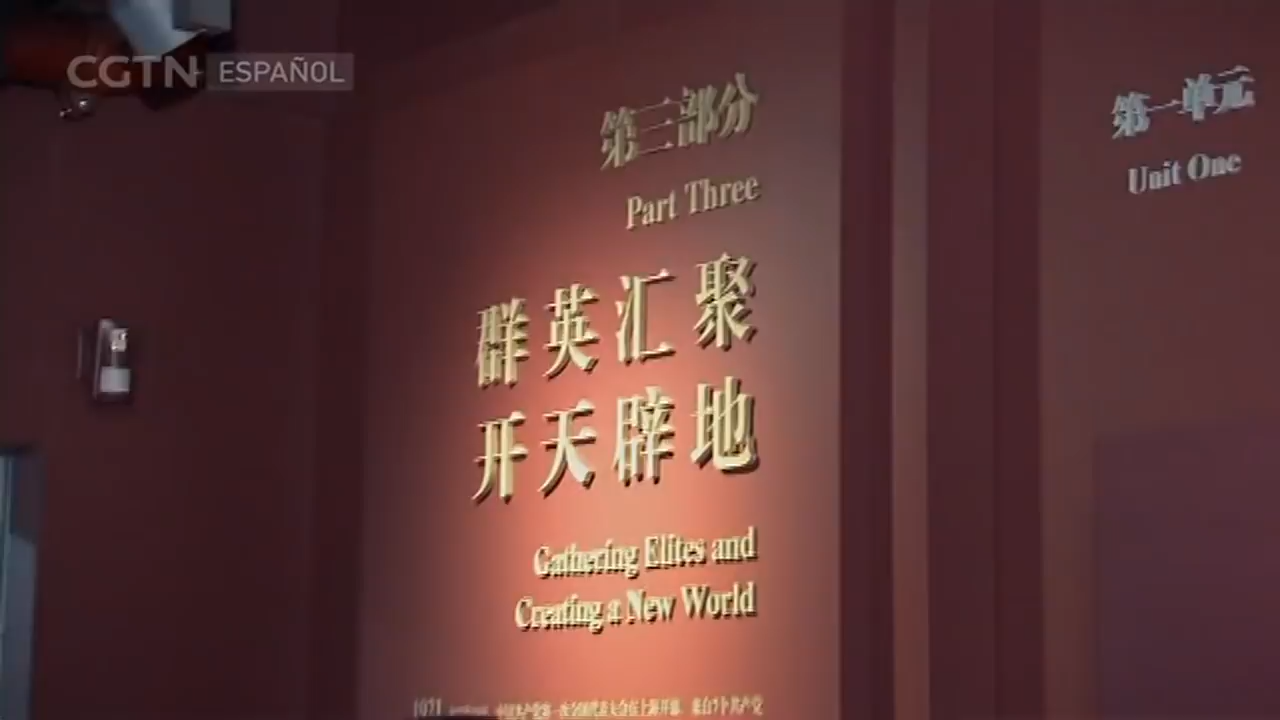 CGTN ESPAÑOL
第三部分
Part Three
群英汇聚
开天辟地
Gathering Elites and
Creating a New World
第一单元
Unit One